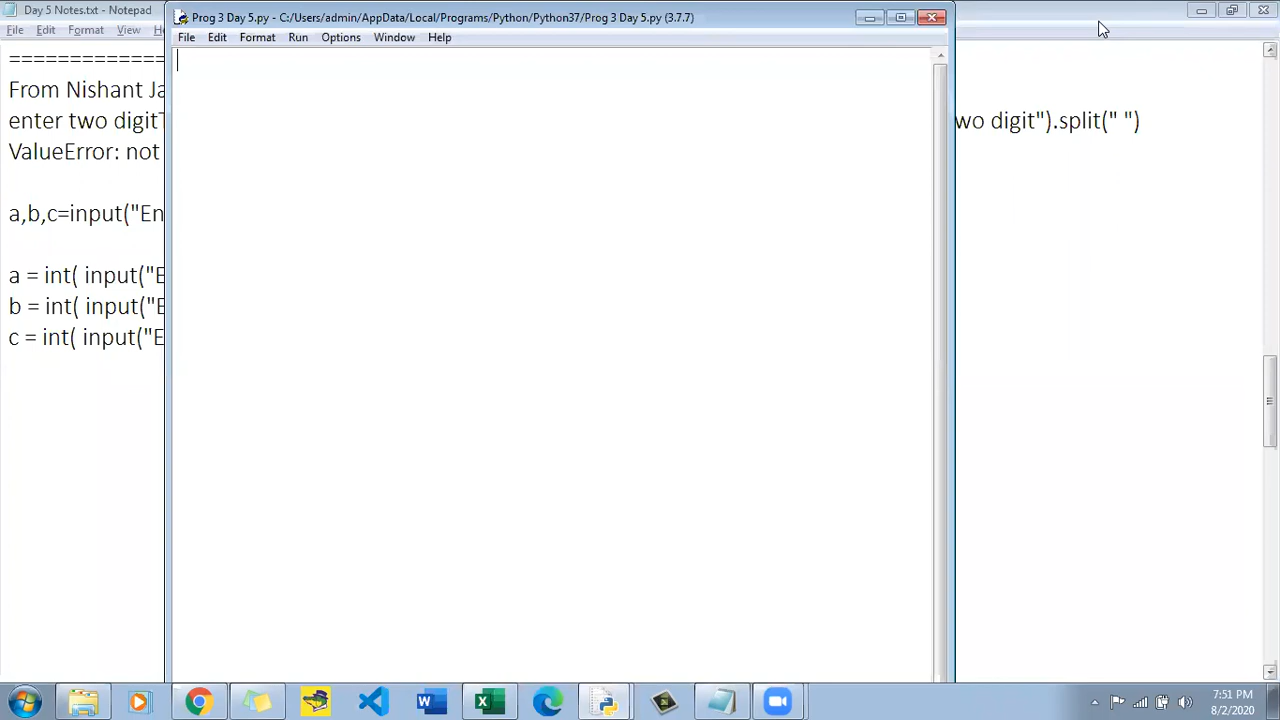 Day 5 Notes.txt - Notepad
File Edit Format View
Prog 3 Day 5.py - C:/Users/admin/AppData/Local/Programs/Python/Python37/Prog 3 Day 5.py (3.7.7)
File Edit Format Run Options Window Help
==============
From Nishant Ja
enter two digitT wo digit").split(" ")
ValueError: not
a,b,c=input("En
a = int( input("E
b = int( input("E
c = int( input("E
7:51 PM
8/2/2020